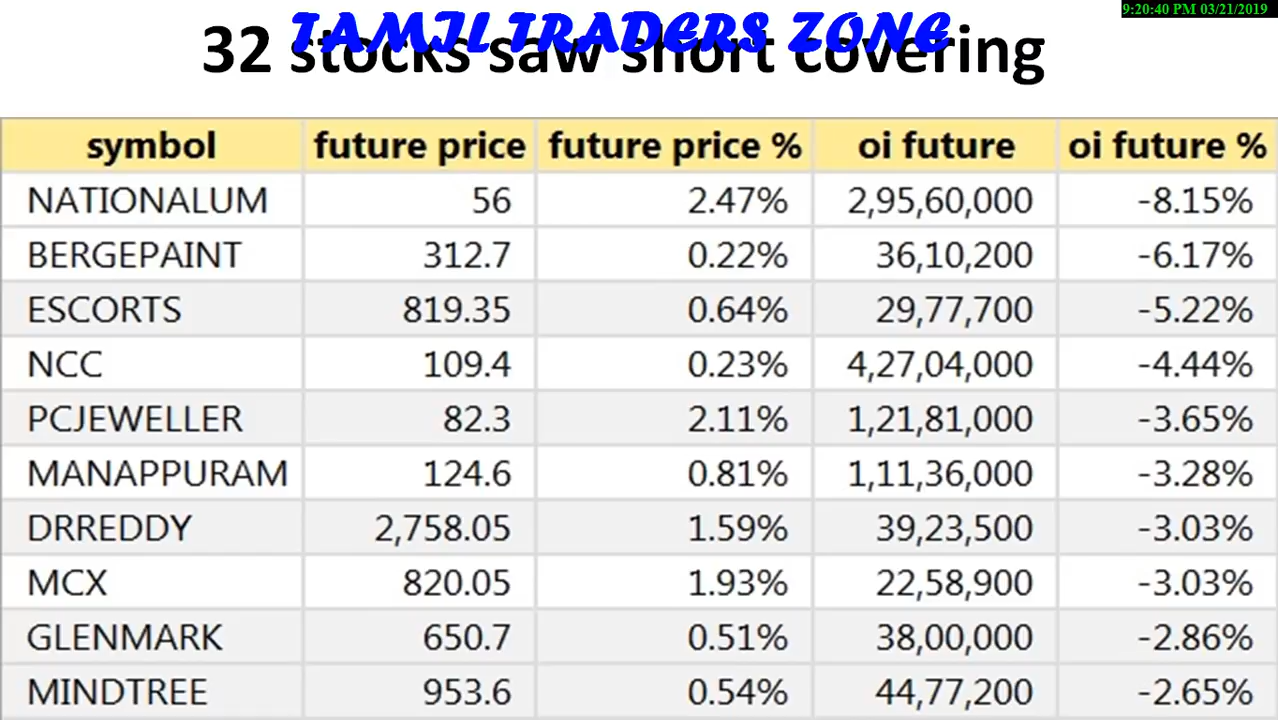 TAMIL TRADERS ZONE
9:20:40 PM 03/21/2019
32 stocks saw short covering
symbol future price future price % oi future oi future %
NATIONALUM 56 2.47% 2,95,60,000 -8.15%
BERGEPAINT 312.7 0.22% 36,10,200 -6.17%
ESCORTS 819.35 0.64% 29,77,700 -5.22%
NCC 109.4 0.23% 4,27,04,000 -4.44%
PCJEWELLER 82.3 2.11% 1,21,81,000 -3.65%
MANAPPURAM 124.6 0.81% 1,11,36,000 -3.28%
DRREDDY 2,758.05 1.59% 39,23,500 -3.03%
MCX 820.05 1.93% 22,58,900 -3.03%
GLENMARK 650.7 0.51% 38,00,000 -2.86%
MINDTREE 953.6 0.54% 44,77,200 -2.65%